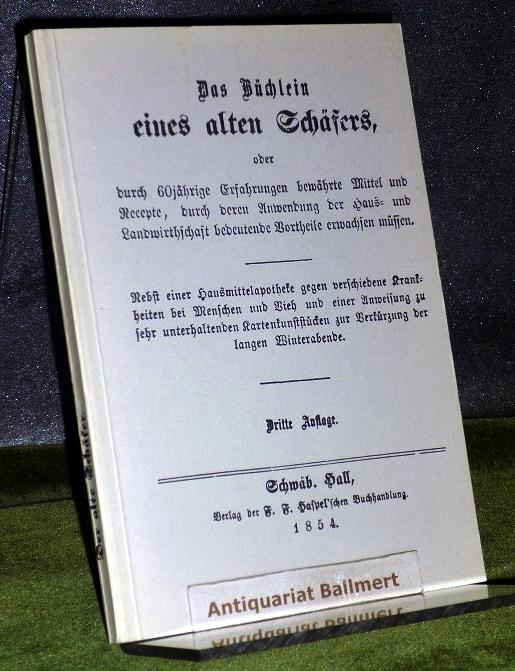 Das Büchlein
eines alten Schäfers,
oder
durch 60jährige Erfahrungen bewährte Mittel und
Recepte, durch deren Anwendung der Haus= und
Landwirthschaft bedeutende Vortheile erwachsen müssen.
Nebst einer Hausmittelapotheke gegen verschiedene Krank=
heiten bei Menschen und Vieh und einer Anweisung zu
sehr unterhaltenden Kartenkunststücken zur Verkürzung der
langen Winterabende.
Dritte Auflage.
Schwäb. Hall,
Verlag der F. F. Haspel'schen Buchhandlung.
1854.
Der alte Schäfer
Antiquariat Ballmert